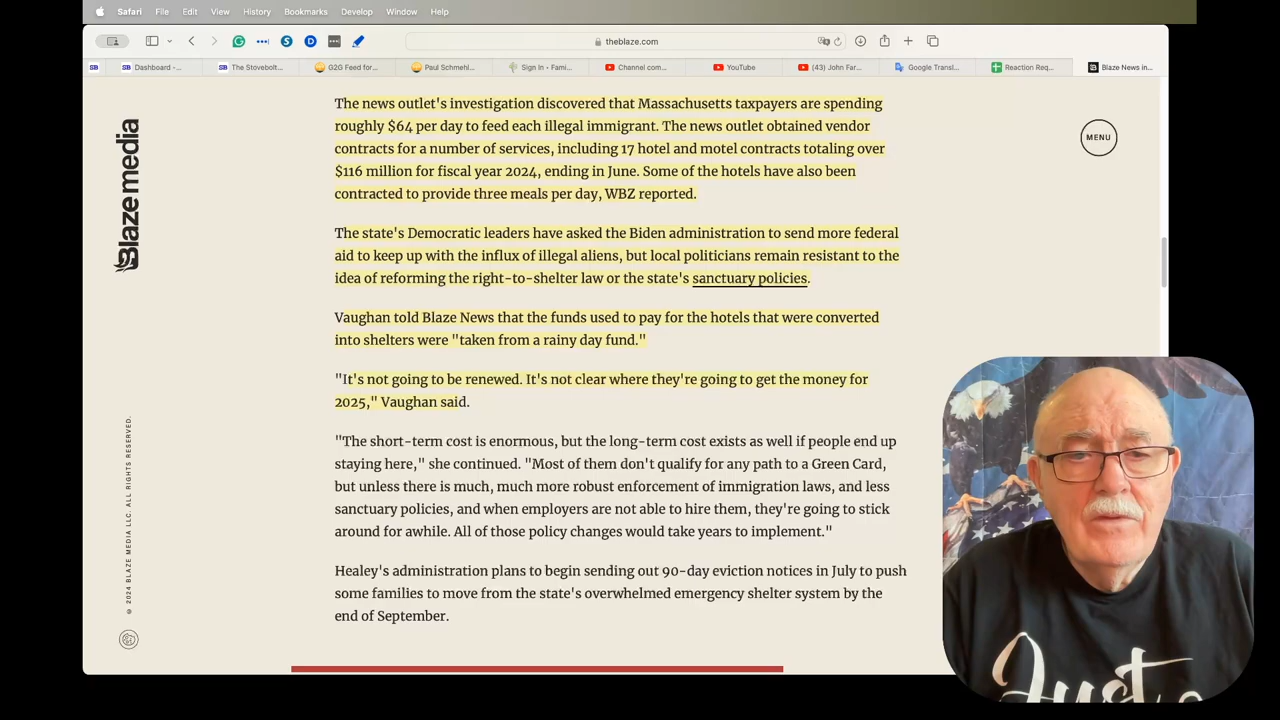 Safari File Edit View History Bookmarks Develop Window Help
theblaze.com
SB SB Dashboard -... SB The Stovebolt... G2G Feed for... Paul Schmehl... Sign In - Fami... Channel com... YouTube (43) John Far... Google Transl... Reaction Req... Blaze News in...
Blaze media
MENU
The news outlet's investigation discovered that Massachusetts taxpayers are spending
roughly $64 per day to feed each illegal immigrant. The news outlet obtained vendor
contracts for a number of services, including 17 hotel and motel contracts totaling over
$116 million for fiscal year 2024, ending in June. Some of the hotels have also been
contracted to provide three meals per day, WBZ reported.
The state's Democratic leaders have asked the Biden administration to send more federal
aid to keep up with the influx of illegal aliens, but local politicians remain resistant to the
idea of reforming the right-to-shelter law or the state's sanctuary policies.
Vaughan told Blaze News that the funds used to pay for the hotels that were converted
into shelters were "taken from a rainy day fund."
"It's not going to be renewed. It's not clear where they're going to get the money for
2025," Vaughan said.
"The short-term cost is enormous, but the long-term cost exists as well if people end up
staying here," she continued. "Most of them don't qualify for any path to a Green Card,
but unless there is much, much more robust enforcement of immigration laws, and less
sanctuary policies, and when employers are not able to hire them, they're going to stick
around for awhile. All of those policy changes would take years to implement."
Healey's administration plans to begin sending out 90-day eviction notices in July to push
some families to move from the state's overwhelmed emergency shelter system by the
end of September.
© 2024 BLAZE MEDIA LLC. ALL RIGHTS RESERVED.
Just